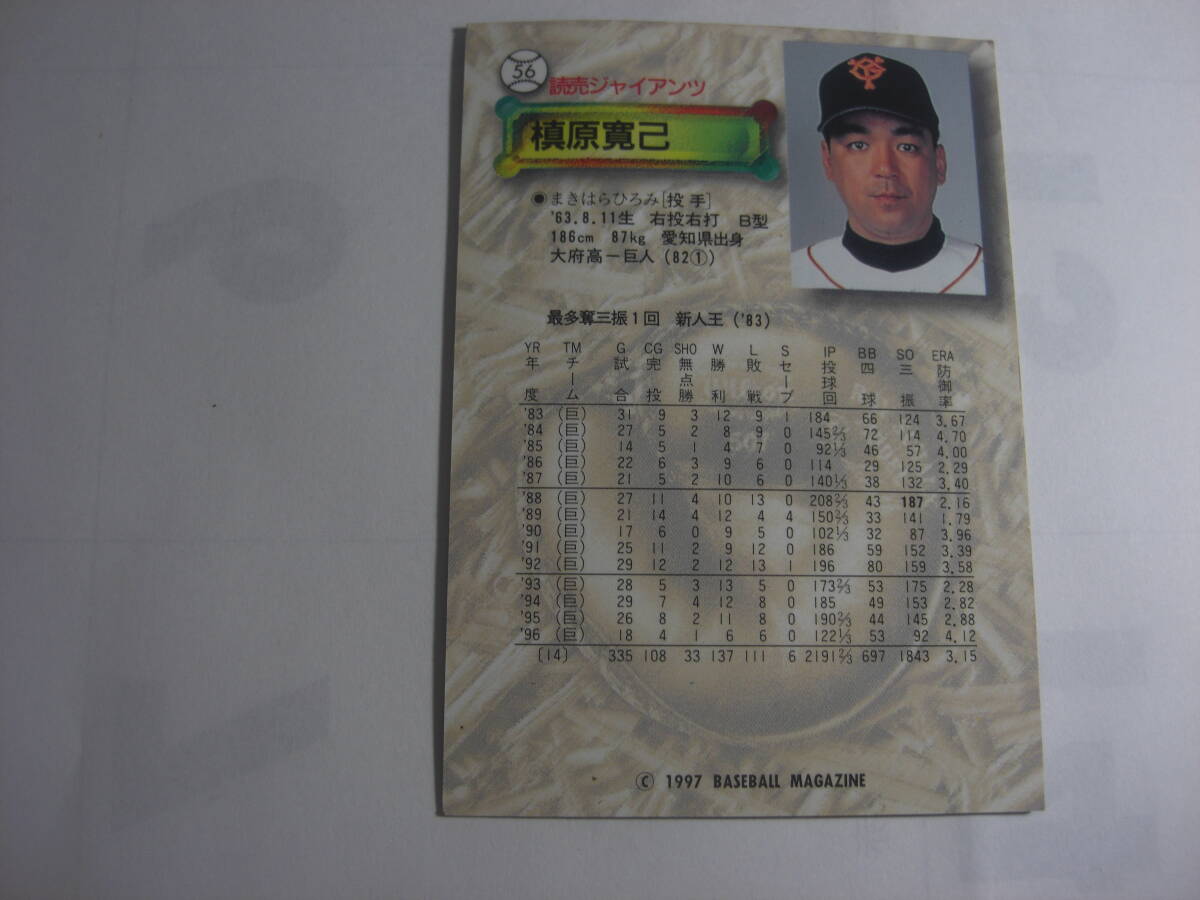 56
読売ジャイアンツ
槙原寛己
●まきはらひろみ[投手]
'63.8.11生 右投右打 B型
186cm 87kg 愛知県出身
大府高ー巨人(82①)
最多奪三振1回 新人王('83)
YR TM G CG SHO W L S IP BB SO ERA
年度 チーム 試合 完投 無点勝 勝利 敗戦 セーブ 投球回 四球 三振 防御率
'83 (巨) 31 9 3 12 9 1 184 66 124 3.67
'84 (巨) 27 5 2 8 9 0 145⅔ 72 114 4.70
'85 (巨) 14 5 1 4 7 0 92⅓ 46 57 4.00
'86 (巨) 22 6 3 9 6 0 114 29 125 2.29
'87 (巨) 21 5 2 10 6 0 140⅓ 38 132 3.40
'88 (巨) 27 11 4 10 13 0 208⅔ 43 187 2.16
'89 (巨) 21 14 4 12 4 4 150⅔ 33 141 1.79
'90 (巨) 17 6 0 9 5 0 102⅓ 32 87 3.96
'91 (巨) 25 11 2 9 12 0 186 59 152 3.39
'92 (巨) 29 12 2 12 13 1 196 80 159 3.58
'93 (巨) 28 5 3 13 5 0 173⅔ 53 175 2.28
'94 (巨) 29 7 4 12 8 0 185 49 153 2.82
'95 (巨) 26 8 2 11 8 0 190⅔ 44 145 2.88
'96 (巨) 18 4 1 6 6 0 122⅓ 53 92 4.12
(14) 335 108 33 137 111 6 2191⅔ 697 1843 3.15
© 1997 BASEBALL MAGAZINE